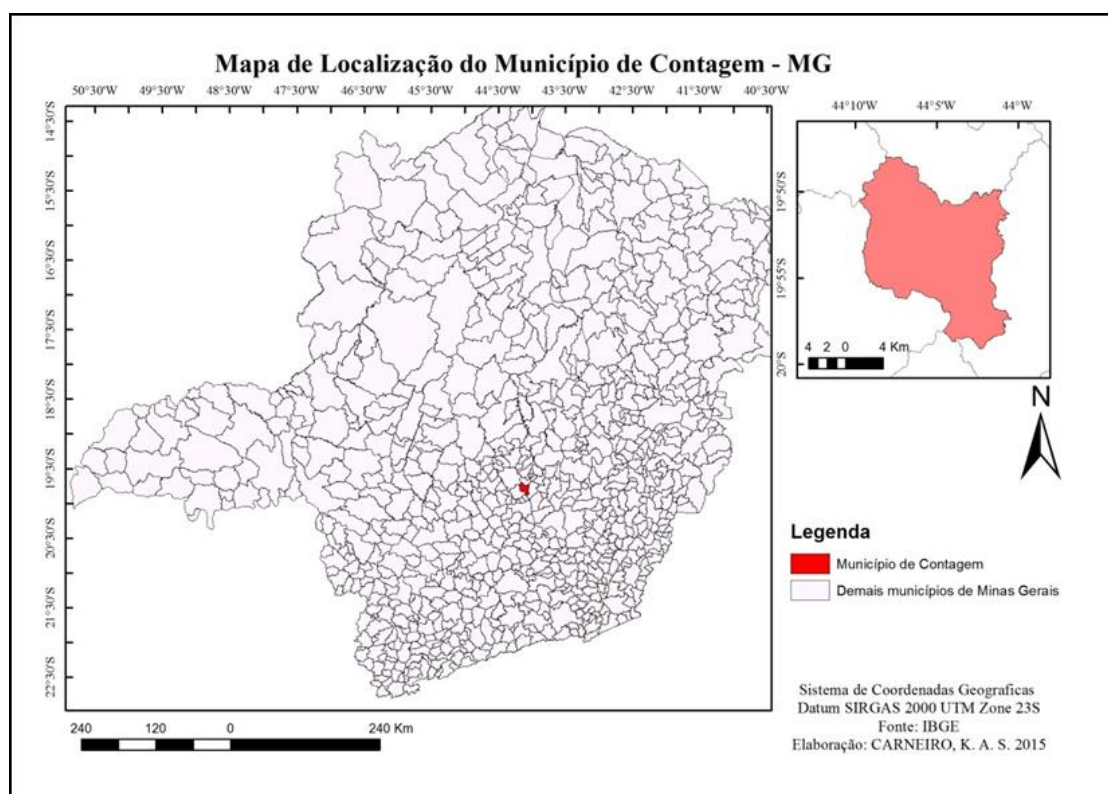 Mapa de Localização do Município de Contagem - MG
50°30'W 49°30'W 48°30'W 47°30'W 46°30'W 45°30'W 44°30'W 43°30'W 42°30'W 41°30'W 40°30'W
14°30'S
15°30'S
16°30'S
17°30'S
18°30'S
19°30'S
20°30'S
21°30'S
22°30'S
240 120 0 240 Km
44°10'W 44°5'W 44°W
19°50'S
19°55'S
20°S
4 2 0 4 Km
N
Legenda
Município de Contagem
Demais municípios de Minas Gerais
Sistema de Coordenadas Geograficas
Datum SIRGAS 2000 UTM Zone 23S
Fonte: IBGE
Elaboração: CARNEIRO, K. A. S. 2015